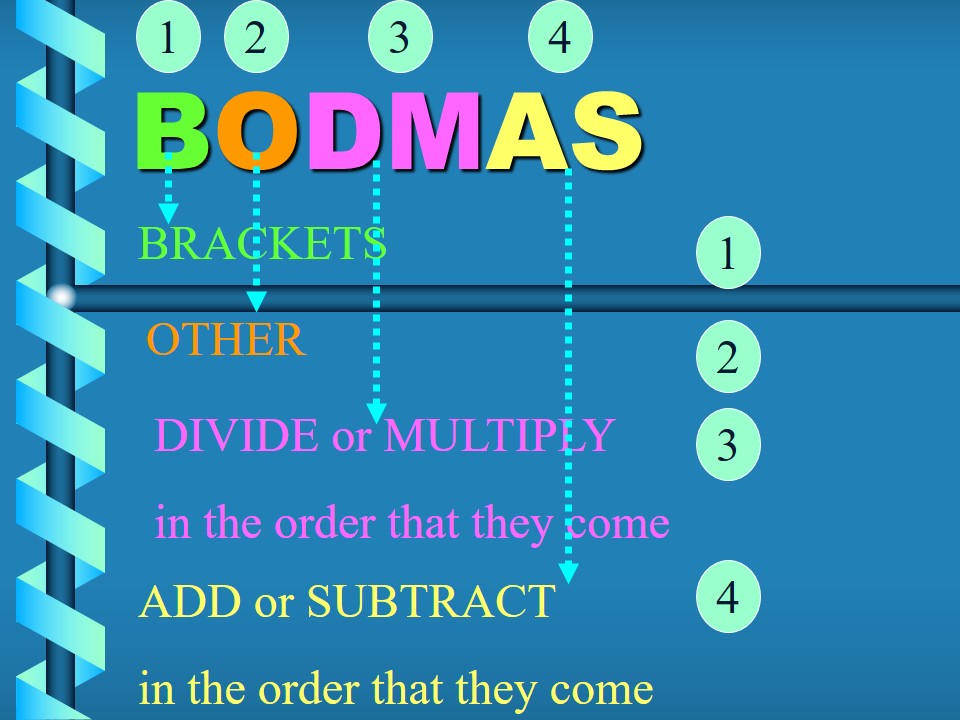 1 2 3 4
BODMAS
BRACKETS 1
OTHER 2
DIVIDE or MULTIPLY 3
in the order that they come
ADD or SUBTRACT 4
in the order that they come